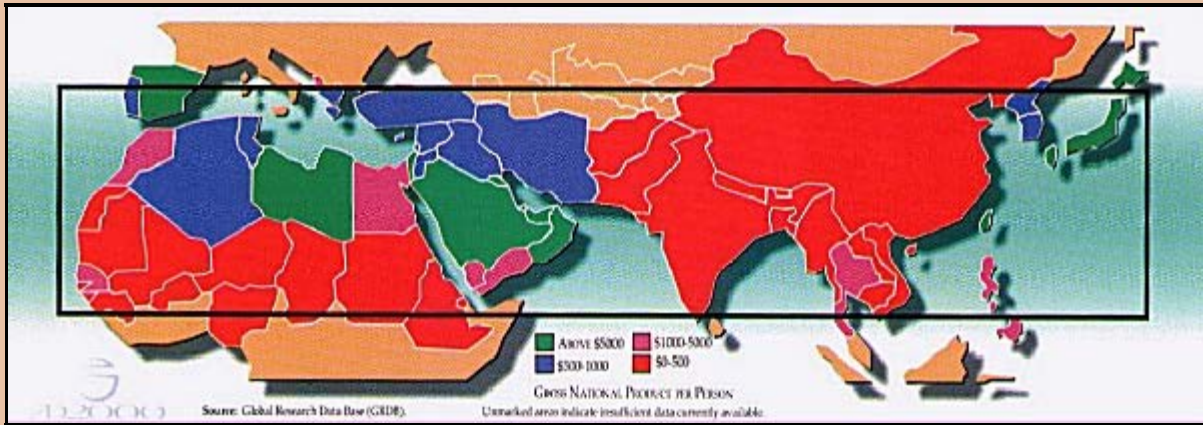 ABOVE $5000
$1000-5000
$500-1000
$0-500
GROSS NATIONAL PRODUCT PER PERSON
Source: Global Research Data Base (GRDB).
Unmarked areas indicate insufficient data currently available.
AD2000